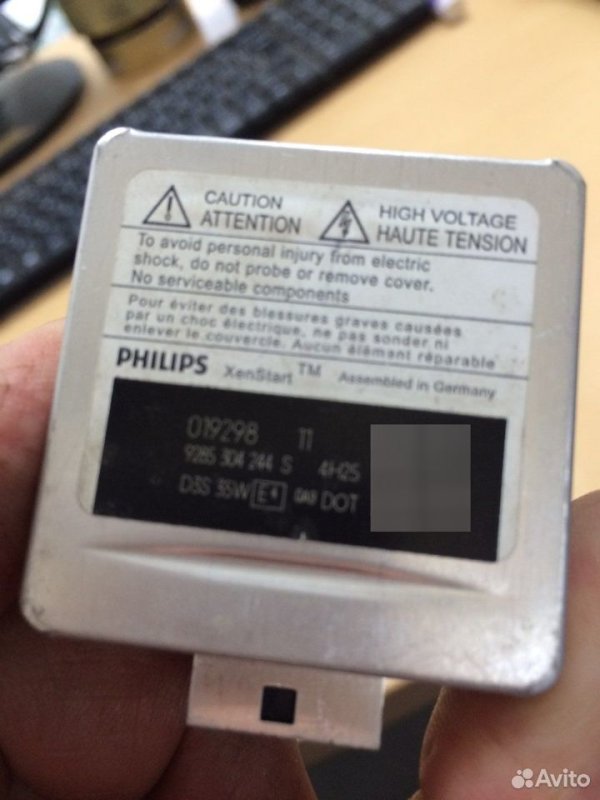 CAUTION
ATTENTION
HIGH VOLTAGE
HAUTE TENSION
To avoid personal injury from electric
shock, do not probe or remove cover.
No serviceable components
Pour éviter des blessures graves causées
par un choc électrique, ne pas sonder ni
enlever le couvercle. Aucun élément réparable
PHILIPS XenStart™ Assembled in Germany
019298 11
9285 304 244 S 4H25
D3S 35W E4 DOT
Avito